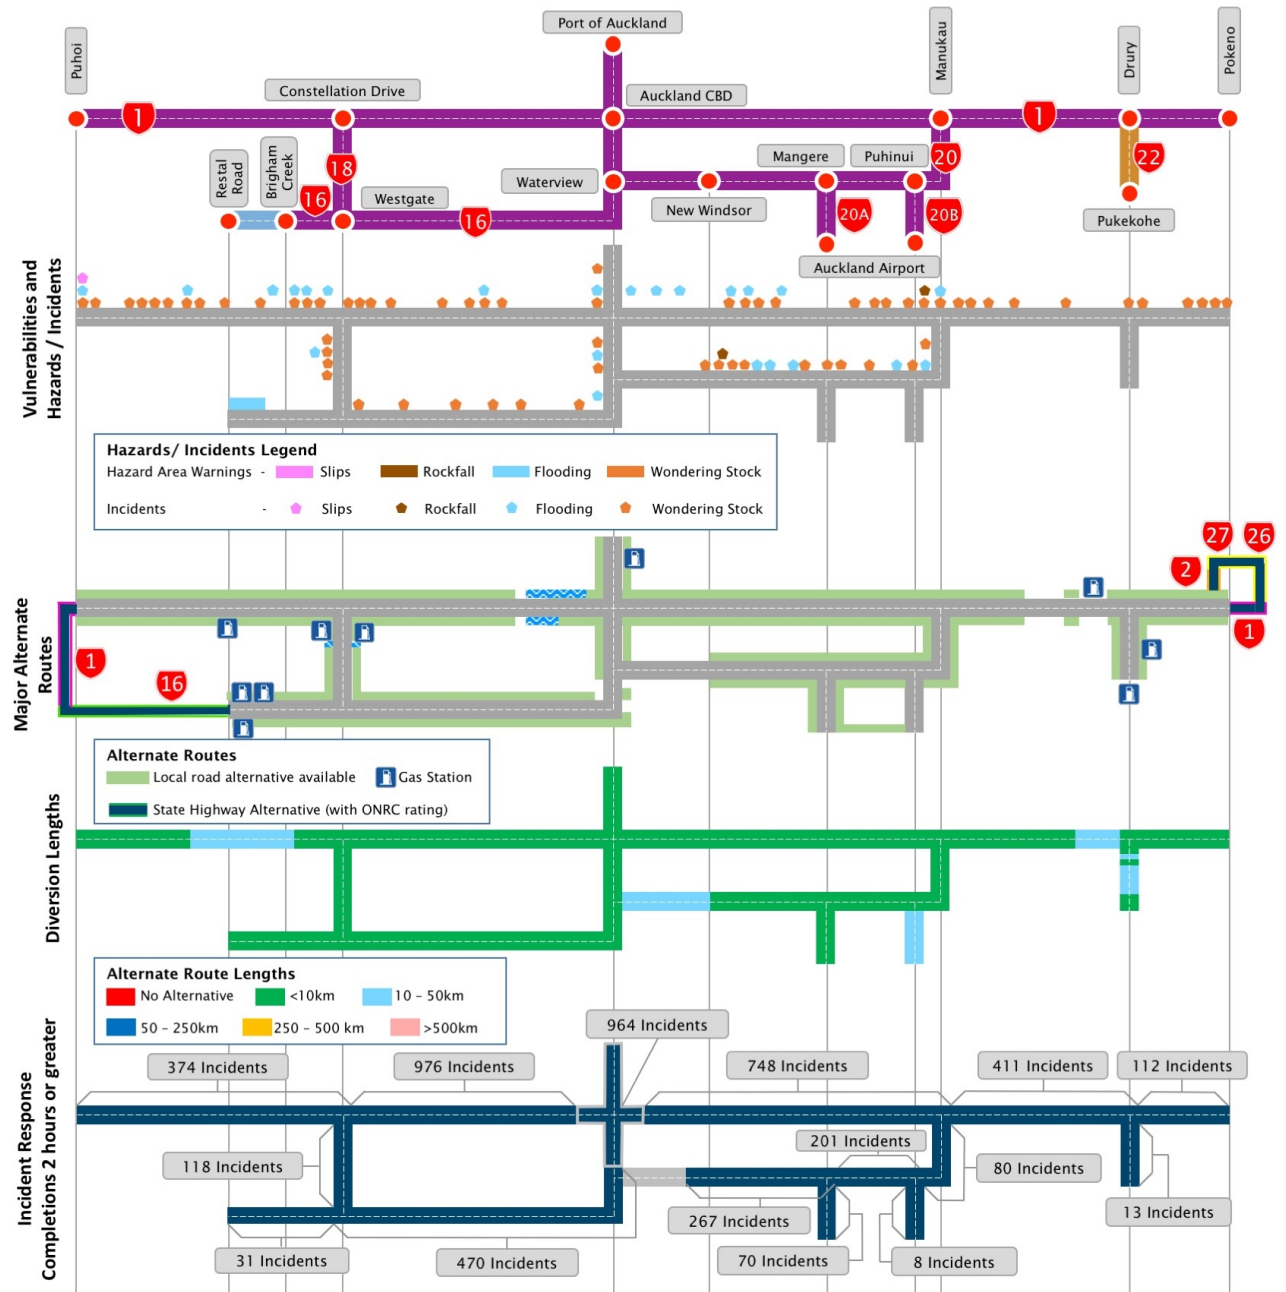 Port of Auckland
Puhoi
Manukau
Drury
Pokeno
Constellation Drive
Auckland CBD
1
1
Restal
Road
Brigham
Creek
18
Mangere
Puhinui
20
22
16
Westgate
Waterview
16
New Windsor
20A
20B
Pukekohe
Auckland Airport
Vulnerabilities and
Hazards / Incidents
Hazards/ Incidents Legend
Hazard Area Warnings - Slips Rockfall Flooding Wondering Stock
Incidents - Slips Rockfall Flooding Wondering Stock
27
26
2
1
1
16
Major Alternate
Routes
Alternate Routes
Local road alternative available Gas Station
State Highway Alternative (with ONRC rating)
Diversion Lengths
Alternate Route Lengths
No Alternative <10km 10 – 50km
50 – 250km 250 – 500 km >500km
Incident Response
Completions 2 hours or greater
964 Incidents
374 Incidents
976 Incidents
748 Incidents
411 Incidents
112 Incidents
201 Incidents
118 Incidents
80 Incidents
267 Incidents
13 Incidents
31 Incidents
470 Incidents
70 Incidents
8 Incidents